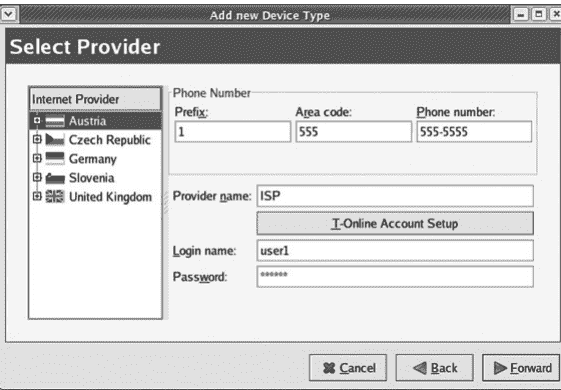 Add new Device Type
Select Provider
Internet Provider
Austria
Czech Republic
Germany
Slovenia
United Kingdom
Phone Number
Prefix: Area code: Phone number:
1 555 555-5555
Provider name: ISP
T-Online Account Setup
Login name: user1
Password: ******
Cancel Back Forward